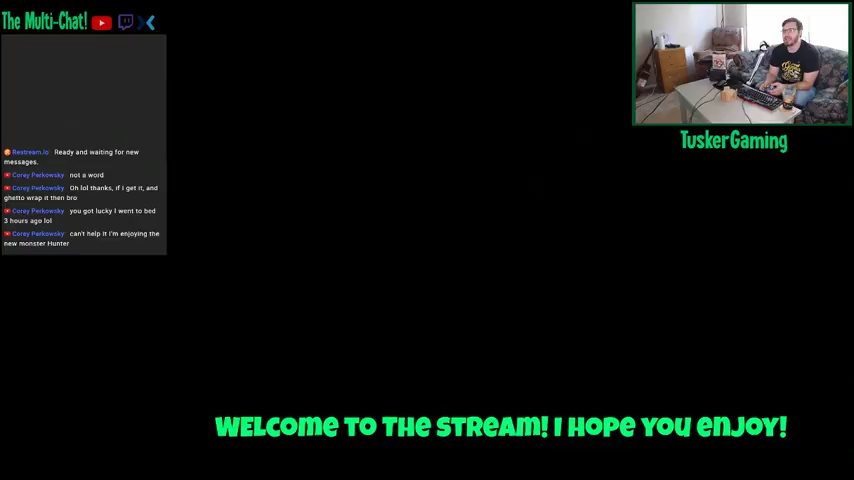 The Multi-Chat!
Restream.io Ready and waiting for new
messages.
Corey Perkowsky not a word
Corey Perkowsky Oh lol thanks, if I get it, and
ghetto wrap it then bro
Corey Perkowsky you got lucky I went to bed
3 hours ago lol
Corey Perkowsky can't help it I'm enjoying the
new monster Hunter
TuskerGaming
WELCOME TO THE STREAM! I HOPE YOU ENJOY!